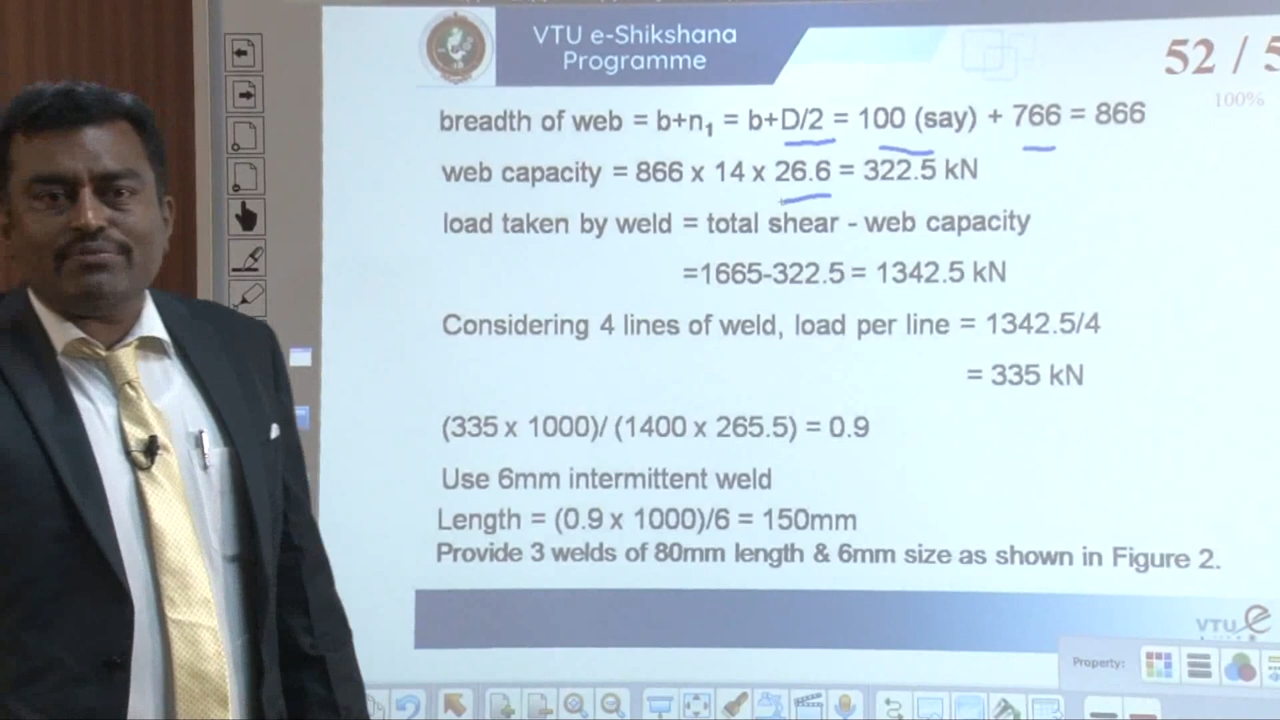 VTU e-Shikshana
Programme
52 / 5
100%
breadth of web = b+n₁ = b+D/2 = 100 (say) + 766 = 866
web capacity = 866 x 14 x 26.6 = 322.5 kN
load taken by weld = total shear - web capacity
=1665-322.5 = 1342.5 kN
Considering 4 lines of weld, load per line = 1342.5/4
= 335 kN
(335 x 1000)/ (1400 x 265.5) = 0.9
Use 6mm intermittent weld
Length = (0.9 x 1000)/6 = 150mm
Provide 3 welds of 80mm length & 6mm size as shown in Figure 2.
VTU e
Property: